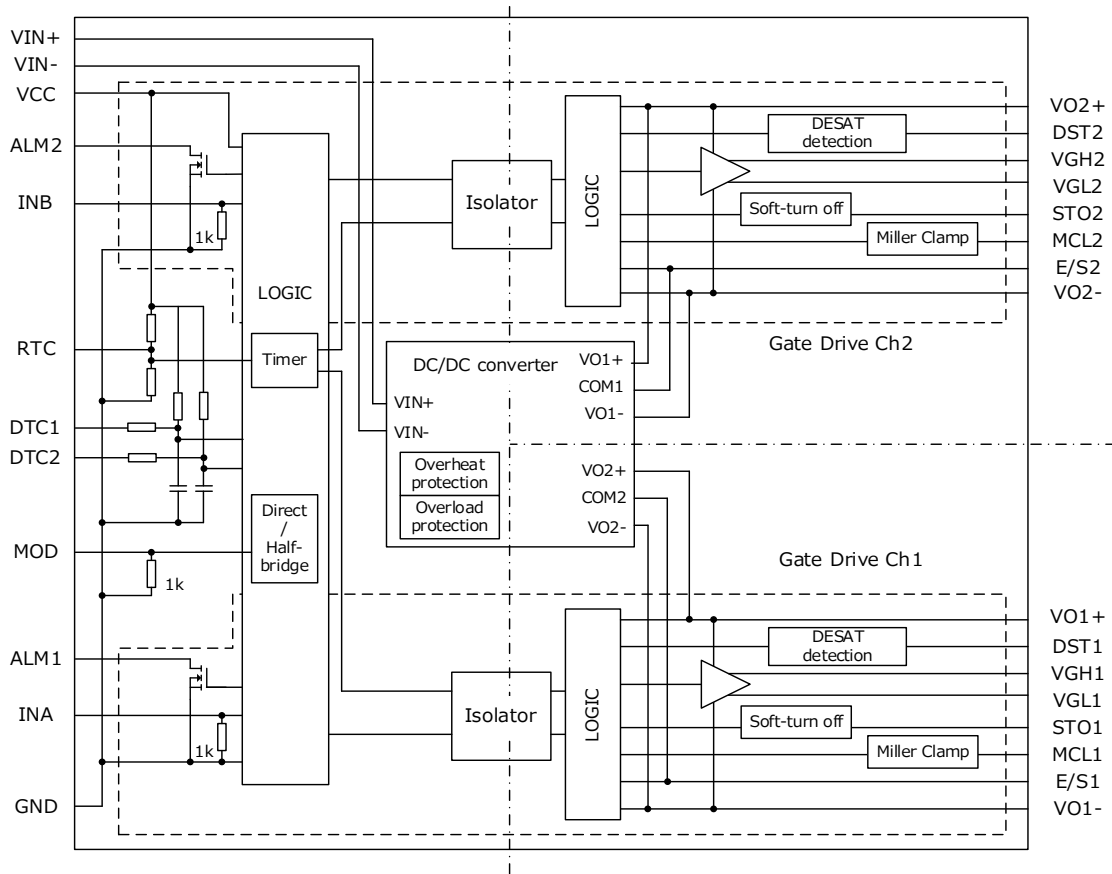 VIN+
VIN-
VCC
ALM2
INB
RTC
DTC1
DTC2
MOD
ALM1
INA
GND
1k
1k
1k
LOGIC
Timer
Direct
/
Half-
bridge
Isolator
Isolator
DC/DC converter
VIN+
VIN-
Overheat
protection
Overload
protection
VO1+
COM1
VO1-
VO2+
COM2
VO2-
LOGIC
DESAT
detection
Soft-turn off
Miller Clamp
Gate Drive Ch2
Gate Drive Ch1
LOGIC
DESAT
detection
Soft-turn off
Miller Clamp
VO2+
DST2
VGH2
VGL2
STO2
MCL2
E/S2
VO2-
VO1+
DST1
VGH1
VGL1
STO1
MCL1
E/S1
VO1-